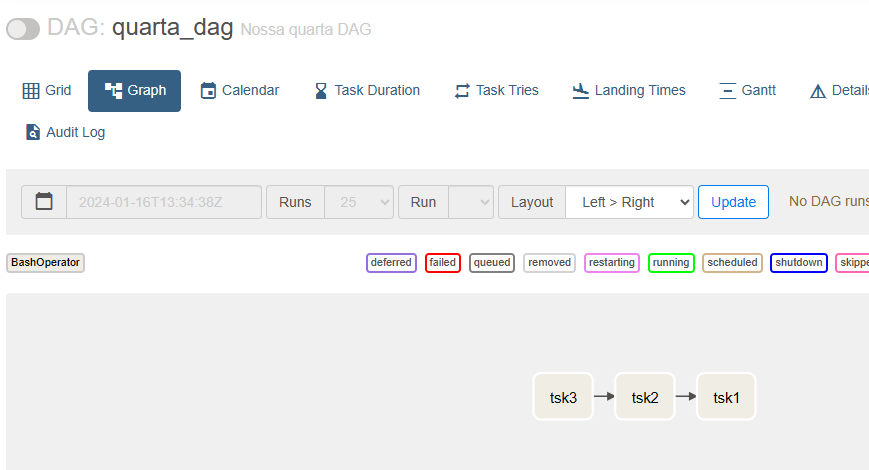 DAG: quarta_dag Nossa quarta DAG
Grid Graph Calendar Task Duration Task Tries Landing Times Gantt Details
Audit Log
2024-01-16T13:34:38Z Runs 25 Run Layout Left > Right Update No DAG runs
BashOperator deferred failed queued removed restarting running scheduled shutdown skippe
tsk3 tsk2 tsk1